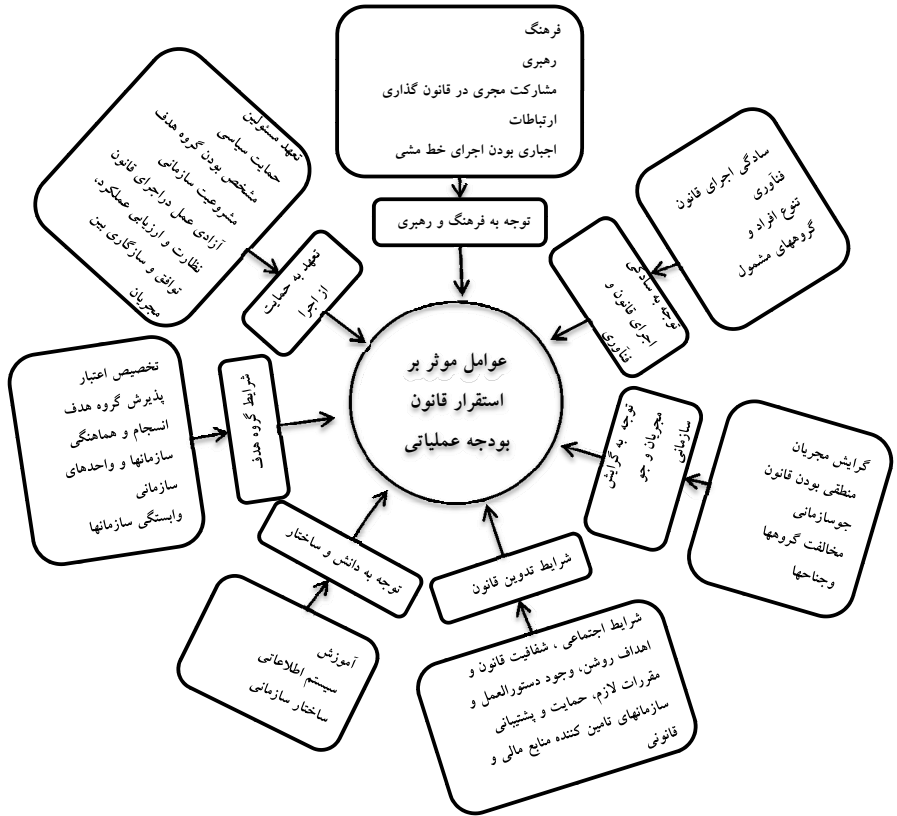 فرهنگ
رهبری
مشارکت مجری در قانون گذاری
ارتباطات
اجباری بودن اجرای خط مشی
توجه به فرهنگ و رهبری
سادگی اجرای قانون
فنآوری
تنوع افراد و
گروههای مشمول
توجه به سادگی
اجرای قانون و
فنآوری
گرایش مجریان
منطقی بودن قانون
جوسازمانی
مخالفت گروهها
وجناحها
توجه به گرایش
مجریان و جو
سازمانی
شرایط تدوین قانون
شرایط اجتماعی ، شفافیت قانون و
اهداف روشن، وجود دستورالعمل و
مقررات لازم، حمایت و پشتیبانی
سازمانهای تامین کننده منابع مالی و
قانونی
توجه به دانش و ساختار
آموزش
سیستم اطلاعاتی
ساختار سازمانی
شرایط گروه هدف
تخصیص اعتبار
پذیرش گروه هدف
انسجام و هماهنگی
سازمانها و واحدهای
سازمانی
وابستگی سازمانها
تعهد به حمایت
از اجرا
تعهد مسئولین
حمایت سیاسی
مشخص بودن گروه هدف
مشروعیت سازمانی
آزادی عمل دراجرای قانون
نظارت و ارزیابی عملکرد،
توافق و سازگاری بین
مجریان
عوامل موثر بر
استقرار قانون
بودجه عملیاتی